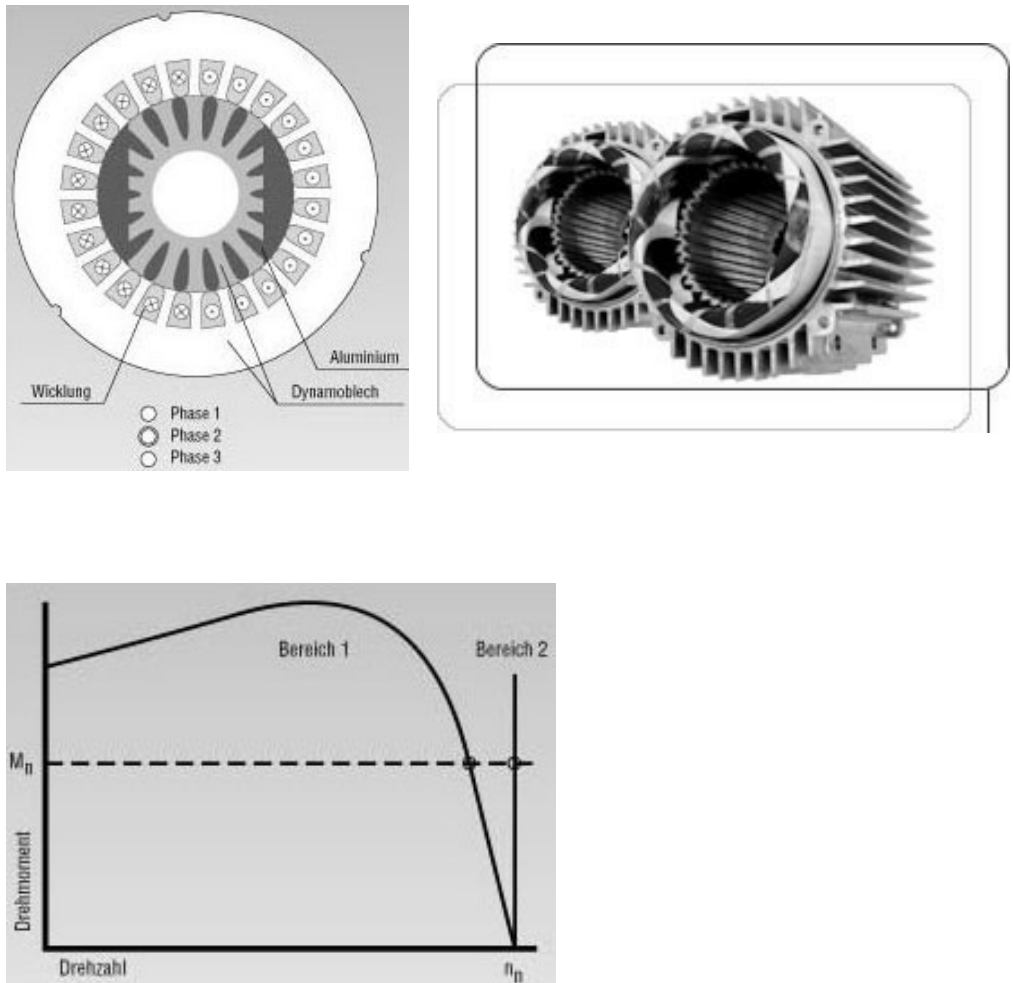 Aluminium
Wicklung
Dynamoblech
Phase 1
Phase 2
Phase 3
Bereich 1
Bereich 2
Mn
Drehmoment
Drehzahl
nn